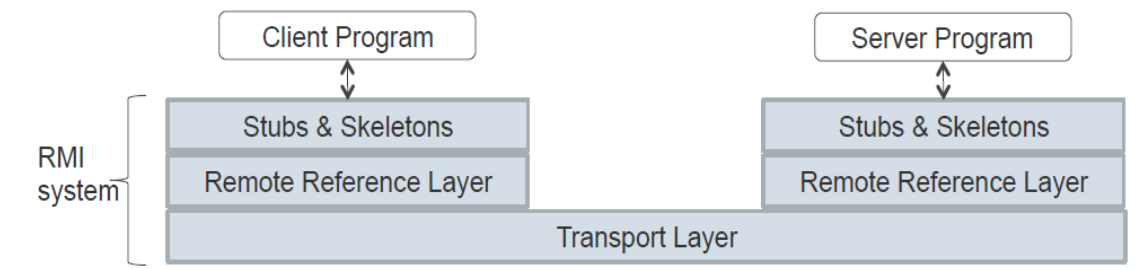 Client Program
Server Program
Stubs & Skeletons
Stubs & Skeletons
RMI
system
Remote Reference Layer
Remote Reference Layer
Transport Layer